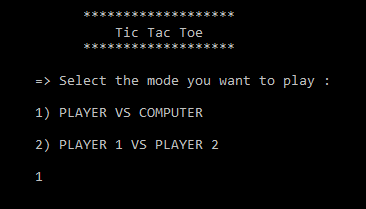 *******************
Tic Tac Toe
*******************
=> Select the mode you want to play :
1) PLAYER VS COMPUTER
2) PLAYER 1 VS PLAYER 2
1